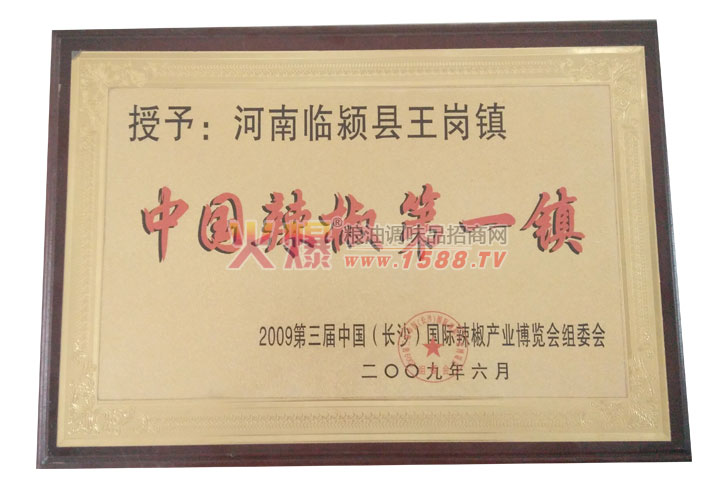 授予：河南临颍县王岗镇
中国辣椒第一镇
火爆®粮油调味品招商网
www.1588.TV
2009第三届中国（长沙）国际辣椒产业博览会组委会
二〇〇九年六月